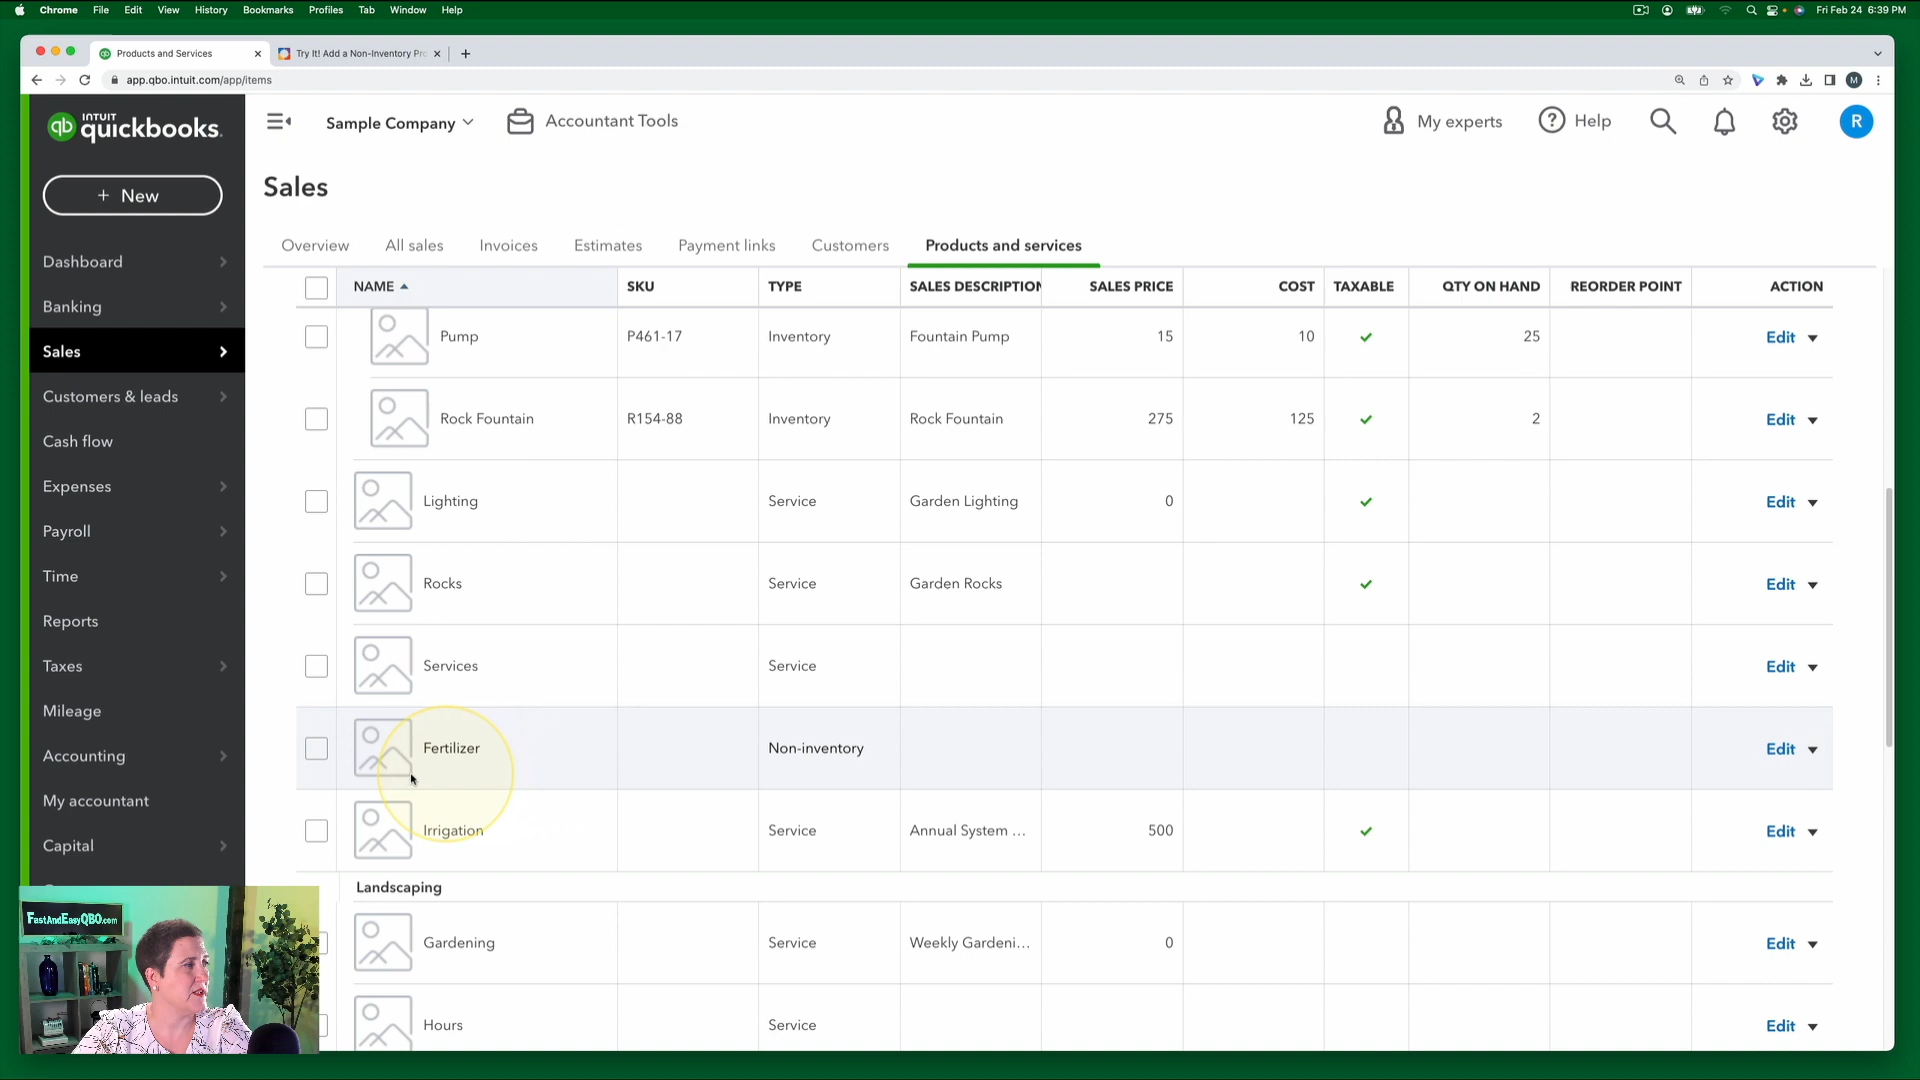 Chrome File Edit View History Bookmarks Profiles Tab Window Help Fri Feb 24 6:39 PM
Products and Services Try It! Add a Non-Inventory Pr
app.qbo.intuit.com/app/items M
INTUIT
qb quickbooks. Sample Company Accountant Tools My experts ? Help R
+ New
Sales
Overview All sales Invoices Estimates Payment links Customers Products and services
Dashboard
Banking
Sales
Customers & leads
Cash flow
Expenses
Payroll
Time
Reports
Taxes
Mileage
Accounting
My accountant
Capital
NAME SKU TYPE SALES DESCRIPTION SALES PRICE COST TAXABLE QTY ON HAND REORDER POINT ACTION
Pump P461-17 Inventory Fountain Pump 15 10 25 Edit
Rock Fountain R154-88 Inventory Rock Fountain 275 125 2 Edit
Lighting Service Garden Lighting 0 Edit
Rocks Service Garden Rocks Edit
Services Service Edit
Fertilizer Non-inventory Edit
Irrigation Service Annual System ... 500 Edit
Landscaping
Gardening Service Weekly Gardeni... 0 Edit
Hours Service Edit
FastAndEasyQBO.com